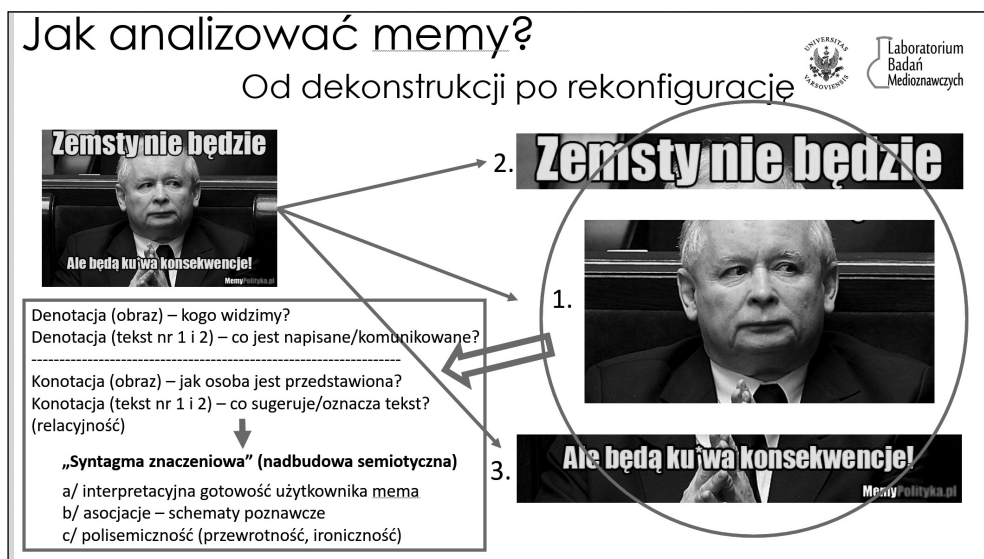 Jak analizować memy?
Od dekonstrukcji po rekonfigurację
UNIVERSITAS VARSOVIENSIS
Laboratorium
Badań
Medioznawczych
Zemsty nie będzie
Ale będą ku*wa konsekwencje!
MemyPolityka.pl
2.
Zemsty nie będzie
1.
3.
Ale będą ku*wa konsekwencje!
MemyPolityka.pl
Denotacja (obraz) – kogo widzimy?
Denotacja (tekst nr 1 i 2) – co jest napisane/komunikowane?
------------------------------------------------------------------
Konotacja (obraz) – jak osoba jest przedstawiona?
Konotacja (tekst nr 1 i 2) – co sugeruje/oznacza tekst?
(relacyjność)
„Syntagma znaczeniowa” (nadbudowa semiotyczna)
a/ interpretacyjna gotowość użytkownika mema
b/ asocjacje – schematy poznawcze
c/ polisemiczność (przewrotność, ironiczność)